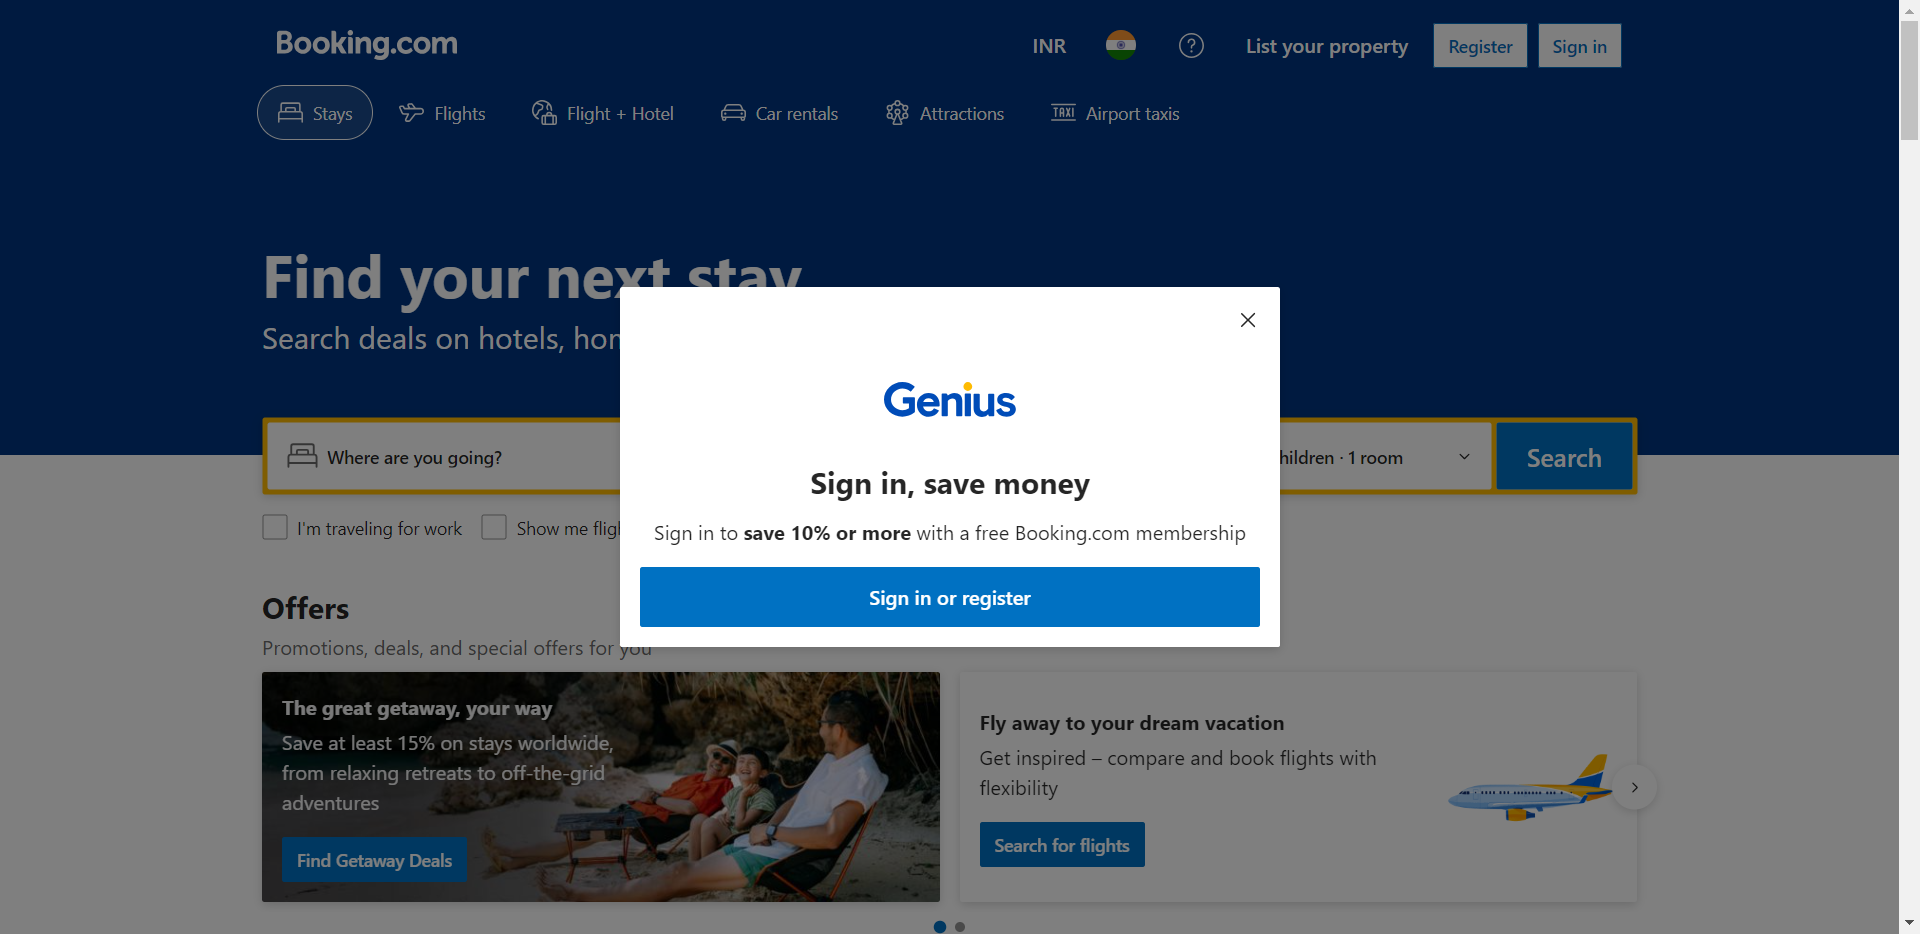 Booking.com
INR
List your property
Register
Sign in
Stays
Flights
Flight + Hotel
Car rentals
Attractions
TAXI
Airport taxis
Find your next stay
Search deals on hotels,
Where are you going?
1 room
Search
I'm traveling for work
Show me
Genius
Sign in, save money
Sign in to save 10% or more with a free Booking.com membership
Sign in or register
Offers
Promotions, deals, and special offers for you
The great getaway, your way
Save at least 15% on stays worldwide,
from relaxing retreats to off-the-grid
adventures
Find Getaway Deals
Fly away to your dream vacation
Get inspired – compare and book flights with
flexibility
Search for flights